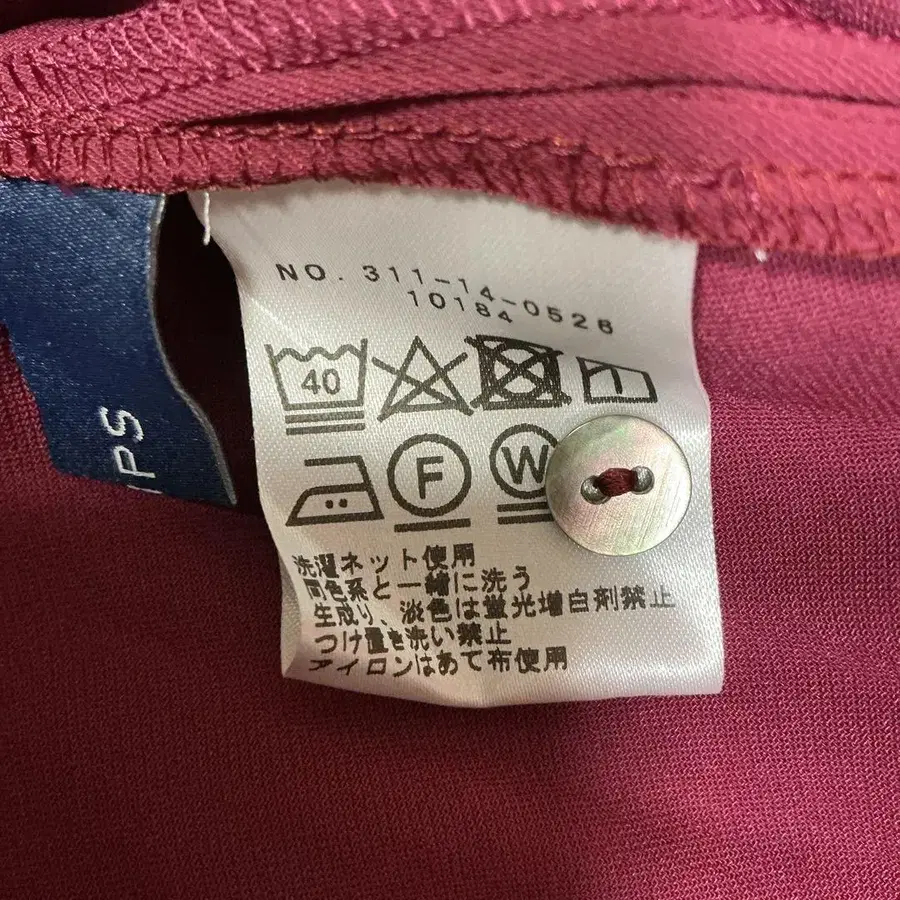 NO. 311-14-0526
10184
40
F
W
洗濯ネット使用
同色系と一緒に洗う
生成り、淡色は蛍光増白剤禁止
つけ置き洗い禁止
アイロンはあて布使用